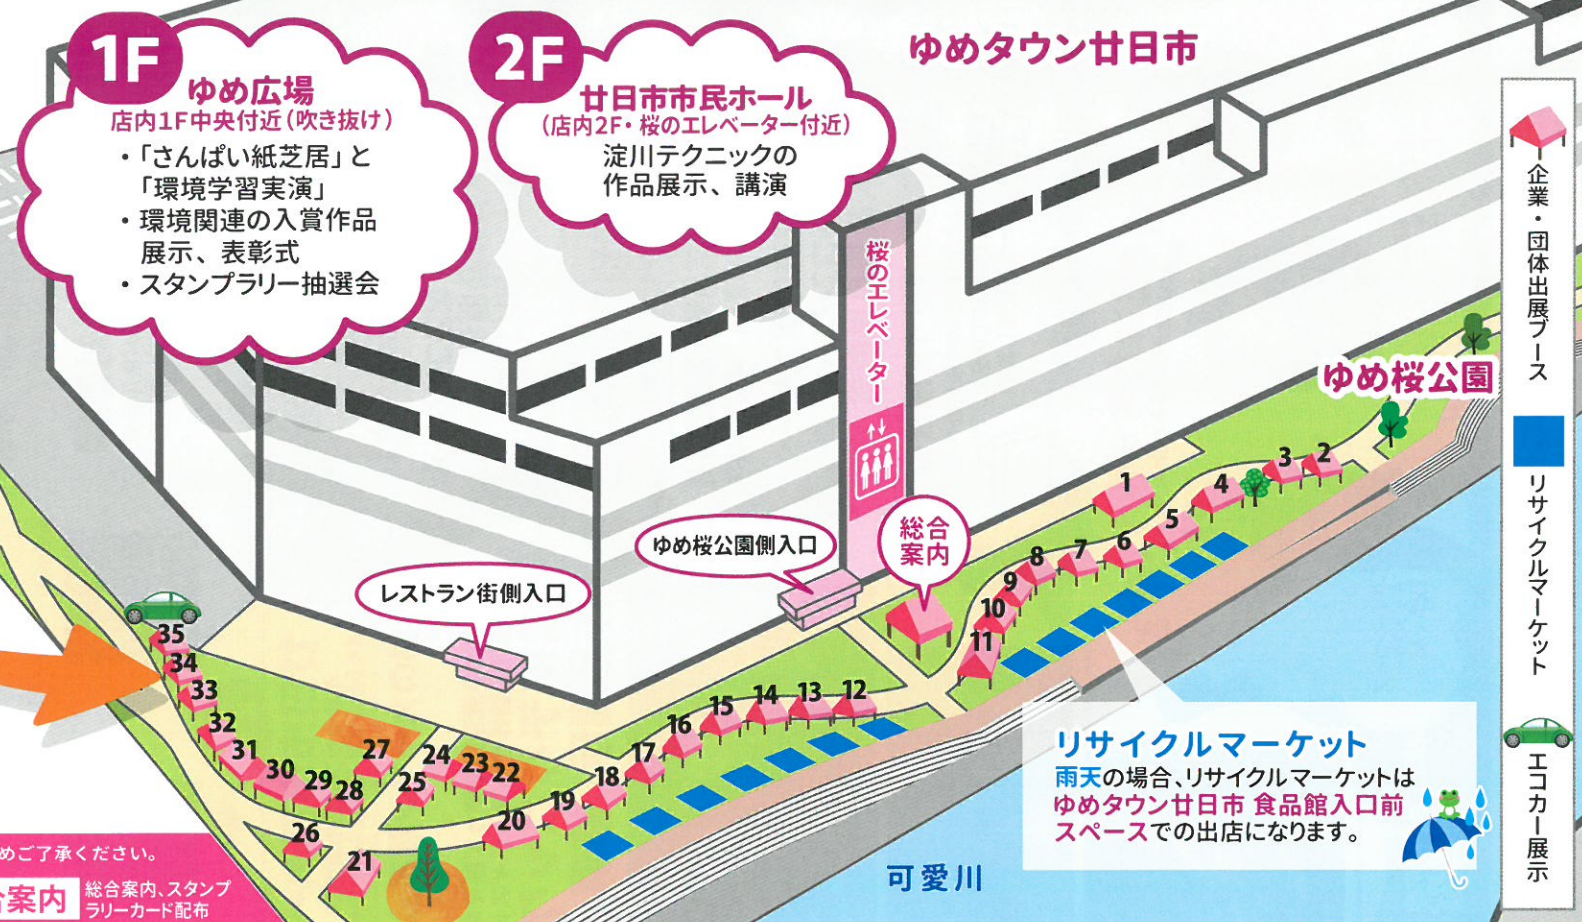 1F
ゆめ広場
店内1F中央付近(吹き抜け)
・「さんぱい紙芝居」と
「環境学習実演」
・環境関連の入賞作品
展示、表彰式
・スタンプラリー抽選会
2F
廿日市市民ホール
(店内2F・桜のエレベーター付近)
淀川テクニックの
作品展示、講演
ゆめタウン廿日市
桜のエレベーター
ゆめ桜公園
ゆめ桜公園側入口
総合
案内
レストラン街側入口
1
2
3
4
5
6
7
8
9
10
11
12
13
14
15
16
17
18
19
20
21
22
23
24
25
26
27
28
29
30
31
32
33
34
35
リサイクルマーケット
雨天の場合、リサイクルマーケットは
ゆめタウン廿日市 食品館入口前
スペースでの出店になります。
可愛川
企業・団体出展ブース
リサイクルマーケット
エコカー展示
めご了承ください。
合案内
総合案内、スタンプ
ラリーカード配布